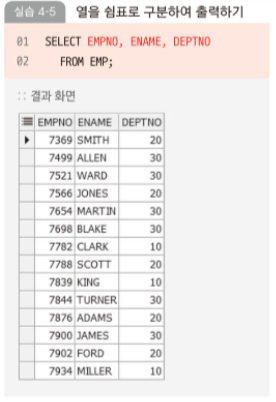 실습 4-5 열을 쉼표로 구분하여 출력하기
01 SELECT EMPNO, ENAME, DEPTNO
02 FROM EMP;
:: 결과 화면
EMPNO ENAME DEPTNO
7369 SMITH 20
7499 ALLEN 30
7521 WARD 30
7566 JONES 20
7654 MARTIN 30
7698 BLAKE 30
7782 CLARK 10
7788 SCOTT 20
7839 KING 10
7844 TURNER 30
7876 ADAMS 20
7900 JAMES 30
7902 FORD 20
7934 MILLER 10